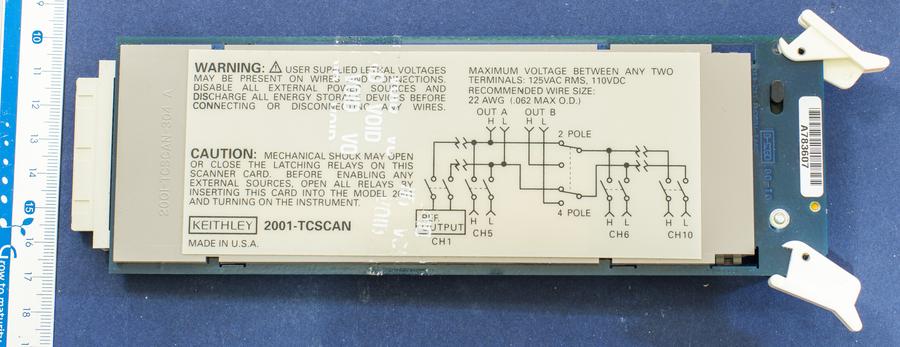 WARNING: USER SUPPLIED LETHAL VOLTAGES
MAY BE PRESENT ON WIRES AND CONNECTIONS.
DISABLE ALL EXTERNAL POWER SOURCES AND
DISCHARGE ALL ENERGY STORAGE DEVICES BEFORE
CONNECTING OR DISCONNECTING ANY WIRES.
CAUTION: MECHANICAL SHOCK MAY OPEN
OR CLOSE THE LATCHING RELAYS ON THIS
SCANNER CARD. BEFORE ENABLING ANY
EXTERNAL SOURCES, OPEN ALL RELAYS BY
INSERTING THIS CARD INTO THE MODEL
AND TURNING ON THE INSTRUMENT.
KEITHLEY 2001-TCSCAN
MADE IN U.S.A.
MAXIMUM VOLTAGE BETWEEN ANY TWO
TERMINALS: 125VAC RMS, 110VDC
RECOMMENDED WIRE SIZE:
22 AWG (.062 MAX O.D.)
OUT A OUT B
H L H L
2 POLE
4 POLE
REF. OUTPUT
CH1
H L
CH5
H L
CH6
H L
CH10
2001-TCSCAN-304 A
A783607
VOID
10
11
12
13
14
15
16
17
18
Grow to maturity